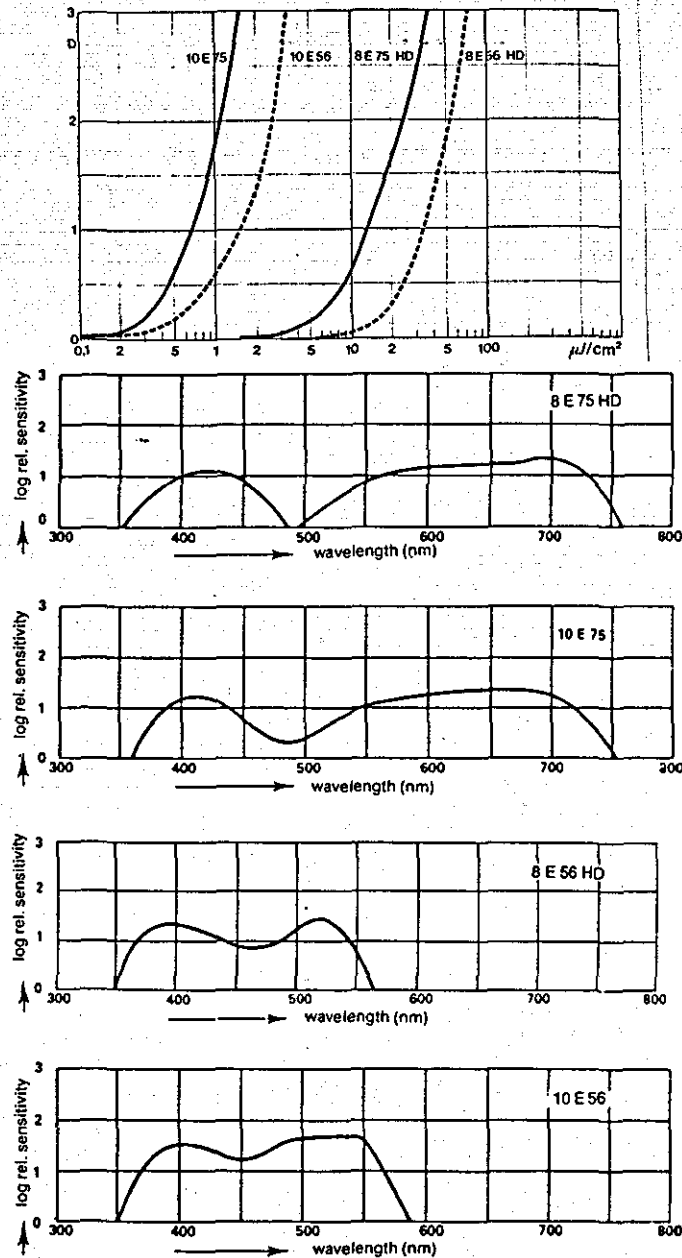 3
D
10 E 75
10 E 56
8 E 75 HD
8 E 56 HD
2
1
0
0,1 2 5 1 2 5 10 2 5 100 μJ/cm²
log rel. sensitivity
3
2
1
0
8 E 75 HD
300 400 500 600 700 800
wavelength (nm)
log rel. sensitivity
3
2
1
0
10 E 75
300 400 500 600 700 800
wavelength (nm)
log rel. sensitivity
3
2
1
0
8 E 56 HD
300 400 500 600 700 800
wavelength (nm)
log rel. sensitivity
3
2
1
0
10 E 56
300 400 500 600 700 800
wavelength (nm)